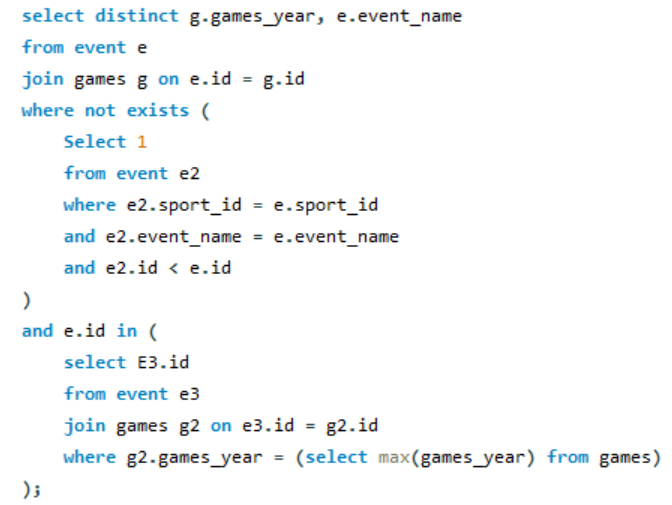 select distinct g.games_year, e.event_name
from event e
join games g on e.id = g.id
where not exists (
Select 1
from event e2
where e2.sport_id = e.sport_id
and e2.event_name = e.event_name
and e2.id < e.id
)
and e.id in (
select E3.id
from event e3
join games g2 on e3.id = g2.id
where g2.games_year = (select max(games_year) from games)
);